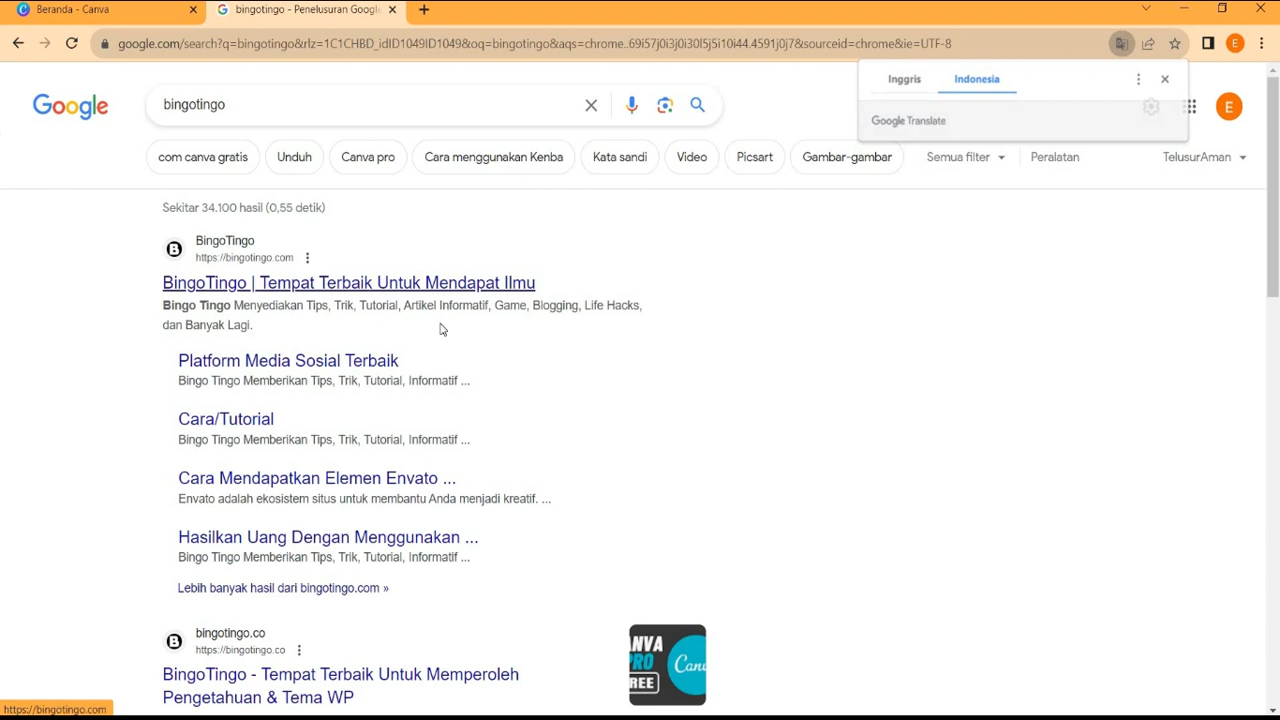 Beranda - Canva
bingotingo - Penelusuran Google
google.com/search?q=bingotingo&rlz=1C1CHBD_idID1049ID1049&oq=bingotingo&aqs=chrome..69i57j0i3j0i30l5j5i10i44.4591j0j7&sourceid=chrome&ie=UTF-8
E
Inggris
Indonesia
Google Translate
Google
bingotingo
E
com canva gratis
Unduh
Canva pro
Cara menggunakan Kenba
Kata sandi
Video
Picsart
Gambar-gambar
Semua filter
Peralatan
TelusurAman
Sekitar 34.100 hasil (0,55 detik)
B
BingoTingo
https://bingotingo.com
BingoTingo | Tempat Terbaik Untuk Mendapat Ilmu
Bingo Tingo Menyediakan Tips, Trik, Tutorial, Artikel Informatif, Game, Blogging, Life Hacks,
dan Banyak Lagi.
Platform Media Sosial Terbaik
Bingo Tingo Memberikan Tips, Trik, Tutorial, Informatif ...
Cara/Tutorial
Bingo Tingo Memberikan Tips, Trik, Tutorial, Informatif ...
Cara Mendapatkan Elemen Envato ...
Envato adalah ekosistem situs untuk membantu Anda menjadi kreatif. ...
Hasilkan Uang Dengan Menggunakan ...
Bingo Tingo Memberikan Tips, Trik, Tutorial, Informatif ...
Lebih banyak hasil dari bingotingo.com »
B
bingotingo.co
https://bingotingo.co
BingoTingo - Tempat Terbaik Untuk Memperoleh
Pengetahuan & Tema WP
ANVA
PRO
FREE
Canv
https://bingotingo.com